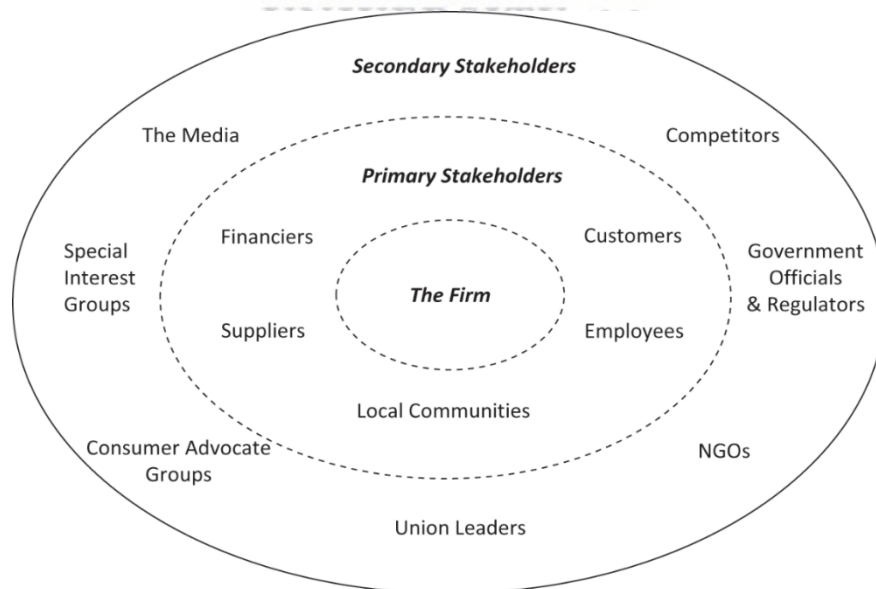 Secondary Stakeholders
The Media
Competitors
Primary Stakeholders
Financiers
Customers
Special
Interest
Groups
Government
Officials
& Regulators
The Firm
Suppliers
Employees
Local Communities
Consumer Advocate
Groups
NGOs
Union Leaders